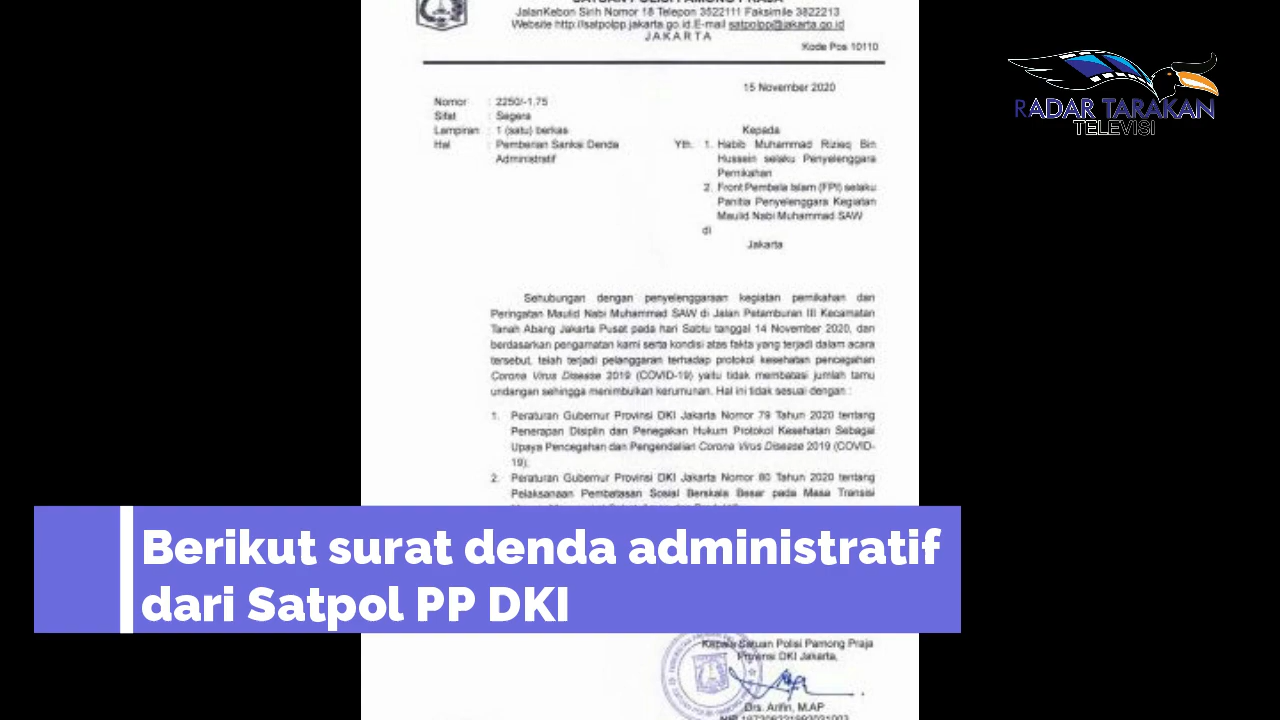 SATUAN POLISI PAMONG PRAJA
JalanKebon Sirih Nomor 18 Telepon 3522111 Faksimile 3822213
Website http://satpolpp.jakarta.go.id.E-mail satpolpp@jakarta.go.id
JAKARTA
Kode Pos 10110
RADAR TARAKAN
TELEVISI
15 November 2020
Nomor : 2250/-1.75
Sifat : Segera
Lampiran : 1 (satu) berkas
Hal : Pemberian Sanksi Denda
Administratif
Kepada
Yth. 1. Habib Muhammad Rizieq Bin
Hussein selaku Penyelenggara
Pernikahan
2. Front Pembela Islam (FPI) selaku
Panitia Penyelenggara Kegiatan
Maulid Nabi Muhammad SAW
di
Jakarta
Sehubungan dengan penyelenggaraan kegiatan pernikahan dan
Peringatan Maulid Nabi Muhammad SAW di Jalan Petamburan III Kecamatan
Tanah Abang Jakarta Pusat pada hari Sabtu tanggal 14 November 2020, dan
berdasarkan pengamatan kami serta kondisi atas fakta yang terjadi dalam acara
tersebut, telah terjadi pelanggaran terhadap protokol kesehatan pencegahan
Corona Virus Disease 2019 (COVID-19) yaitu tidak membatasi jumlah tamu
undangan sehingga menimbulkan kerumunan. Hal ini tidak sesuai dengan :
1. Peraturan Gubernur Provinsi DKI Jakarta Nomor 79 Tahun 2020 tentang
Penerapan Disiplin dan Penegakan Hukum Protokol Kesehatan Sebagai
Upaya Pencegahan dan Pengendalian Corona Virus Disease 2019 (COVID-
19);
2. Peraturan Gubernur Provinsi DKI Jakarta Nomor 80 Tahun 2020 tentang
Pelaksanaan Pembatasan Sosial Berskala Besar pada Masa Transisi
Berikut surat denda administratif
dari Satpol PP DKI
Kepala Satuan Polisi Pamong Praja
Provinsi DKI Jakarta,
Drs. Arifin, M.AP